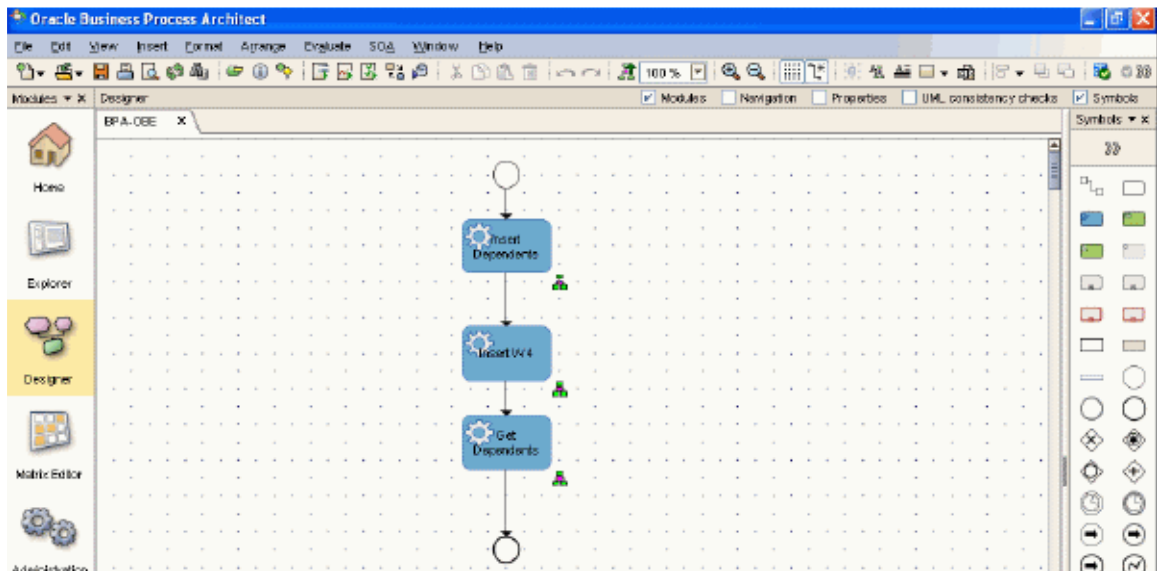 Oracle Business Process Architect
File Edit View Insert Format Arrange Evaluate SOA Window Help
100 %
Modules Designer Modules Navigation Properties UML consistency checks Symbols
BPA-OBE Symbols
Home
Insert
Dependents
Explorer
Insert W4
Designer
Get
Dependents
Matrix Editor
Administration